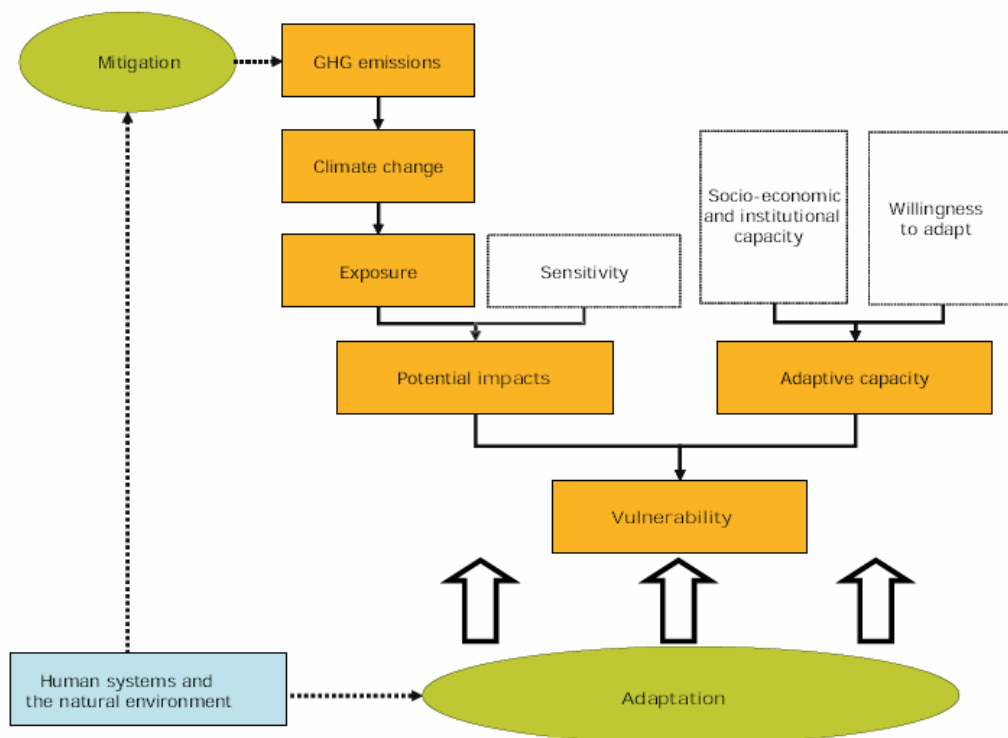 Mitigation
GHG emissions
Climate change
Socio-economic
and institutional
capacity
Willingness
to adapt
Exposure
Sensitivity
Potential impacts
Adaptive capacity
Vulnerability
Human systems and
the natural environment
Adaptation